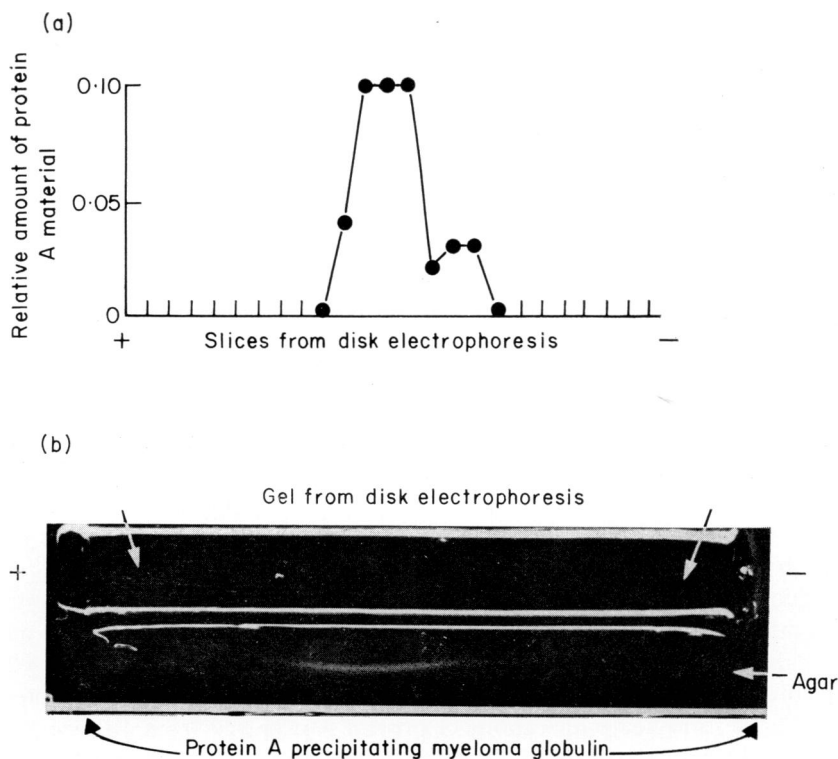 (a)
Relative amount of protein
A material
0·10
0·05
0
+ Slices from disk electrophoresis —
(b)
Gel from disk electrophoresis
+ —
Agar
Protein A precipitating myeloma globulin